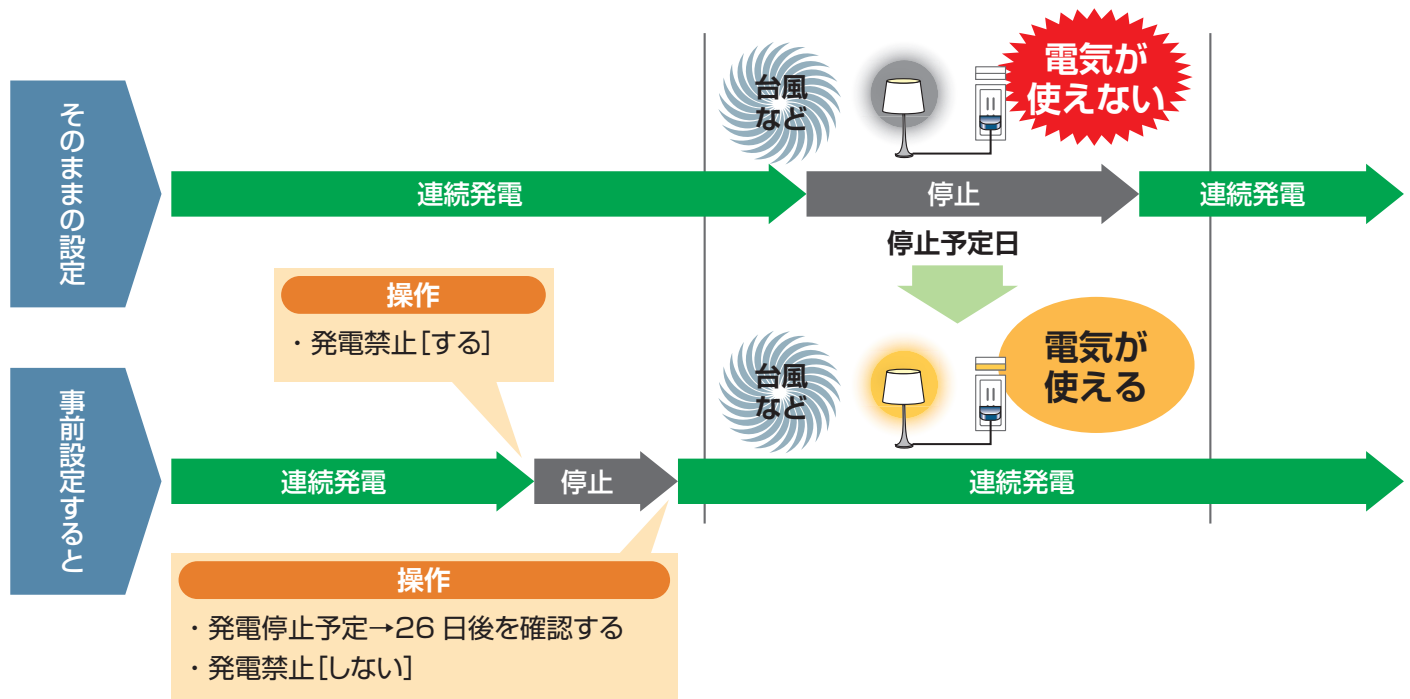 そのままの設定
台風
など
電気が
使えない
連続発電
停止
連続発電
停止予定日
操作
・発電禁止[する]
事前設定すると
台風
など
電気が
使える
連続発電
停止
連続発電
操作
・発電停止予定→26日後を確認する
・発電禁止[しない]